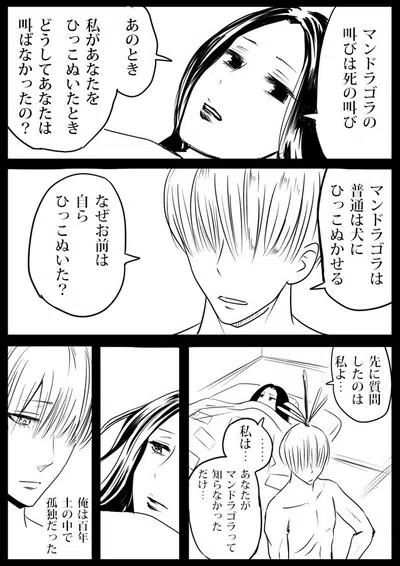 マンドラゴラの
叫びは死の叫び
あのとき
私があなたを
ひっこぬいたとき
どうしてあなたは
叫ばなかったの?
マンドラゴラは
普通は犬に
ひっこぬかせる
なぜお前は
自ら
ひっこぬいた?
先に質問
したのは
私よ…
私は…
……
あなたが
マンドラゴラって
知らなかった
だけ…
俺は百年
土の中で
孤独だった